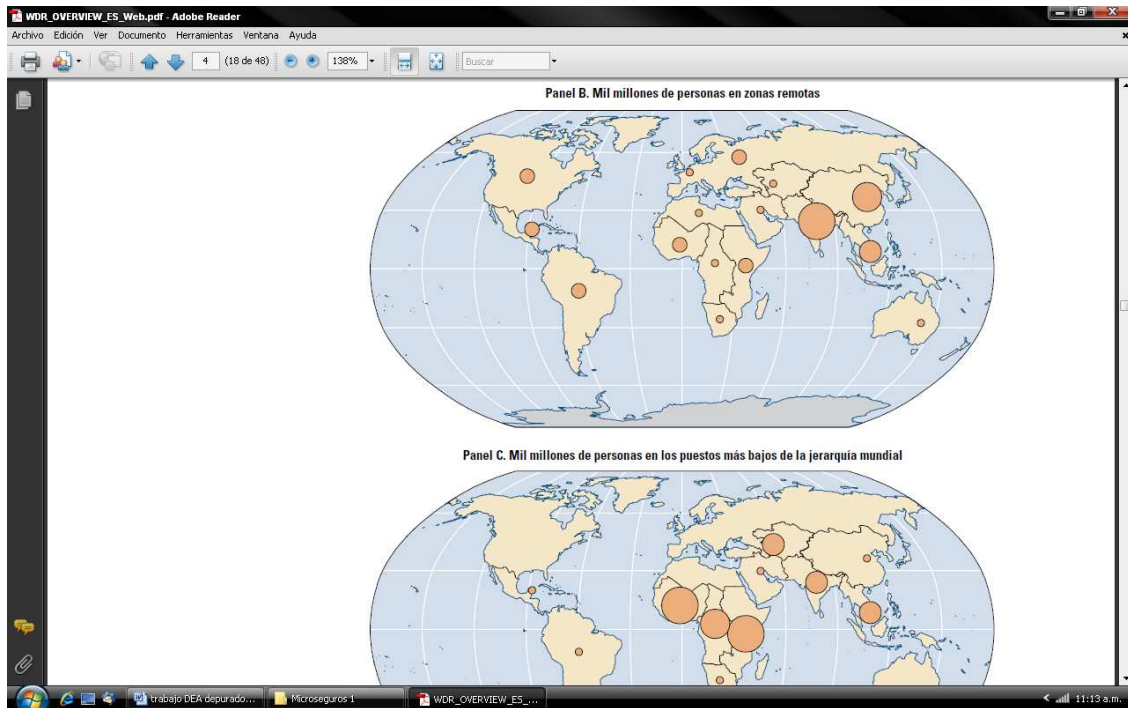 WDR_OVERVIEW_ES_Web.pdf - Adobe Reader
Archivo Edición Ver Documento Herramientas Ventana Ayuda
4 (18 de 48) 138% Buscar
Panel B. Mil millones de personas en zonas remotas
Panel C. Mil millones de personas en los puestos más bajos de la jerarquía mundial
trabajo DEA depurado... Microseguros 1 WDR_OVERVIEW_ES_... 11:13 a.m.